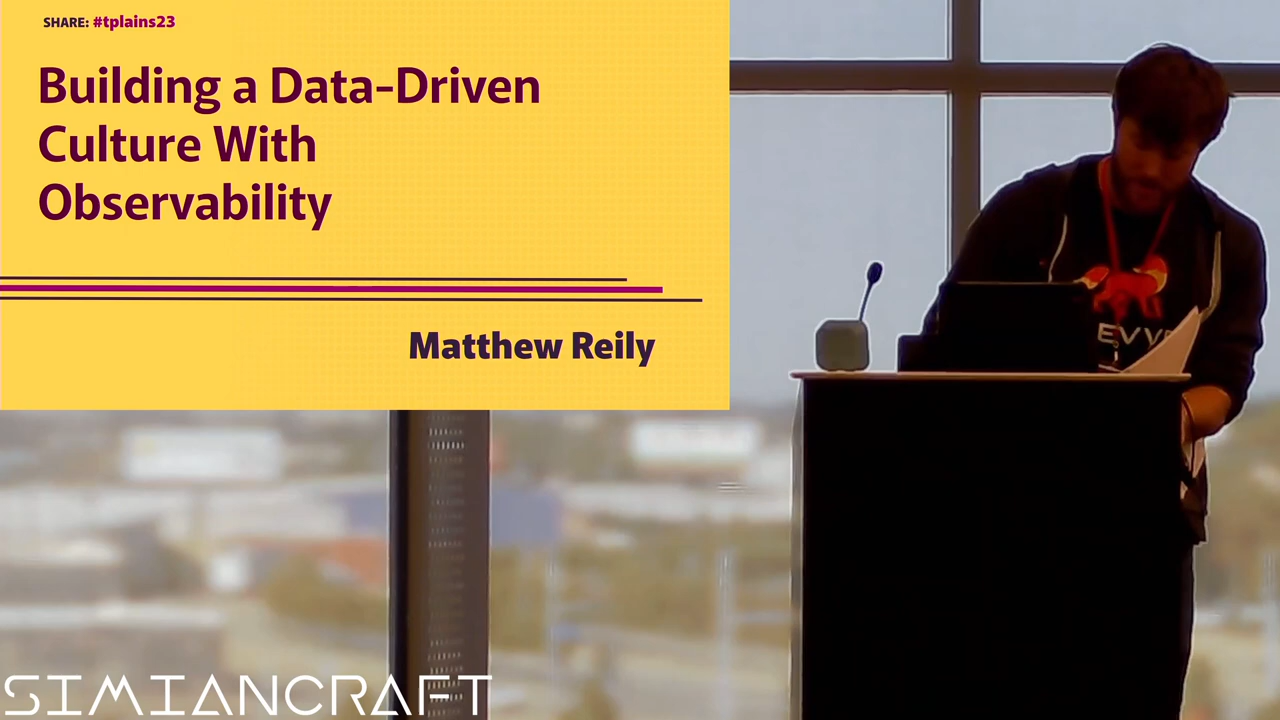 SHARE: #tplains23
Building a Data-Driven
Culture With
Observability
Matthew Reily
SIMIANCRAFT